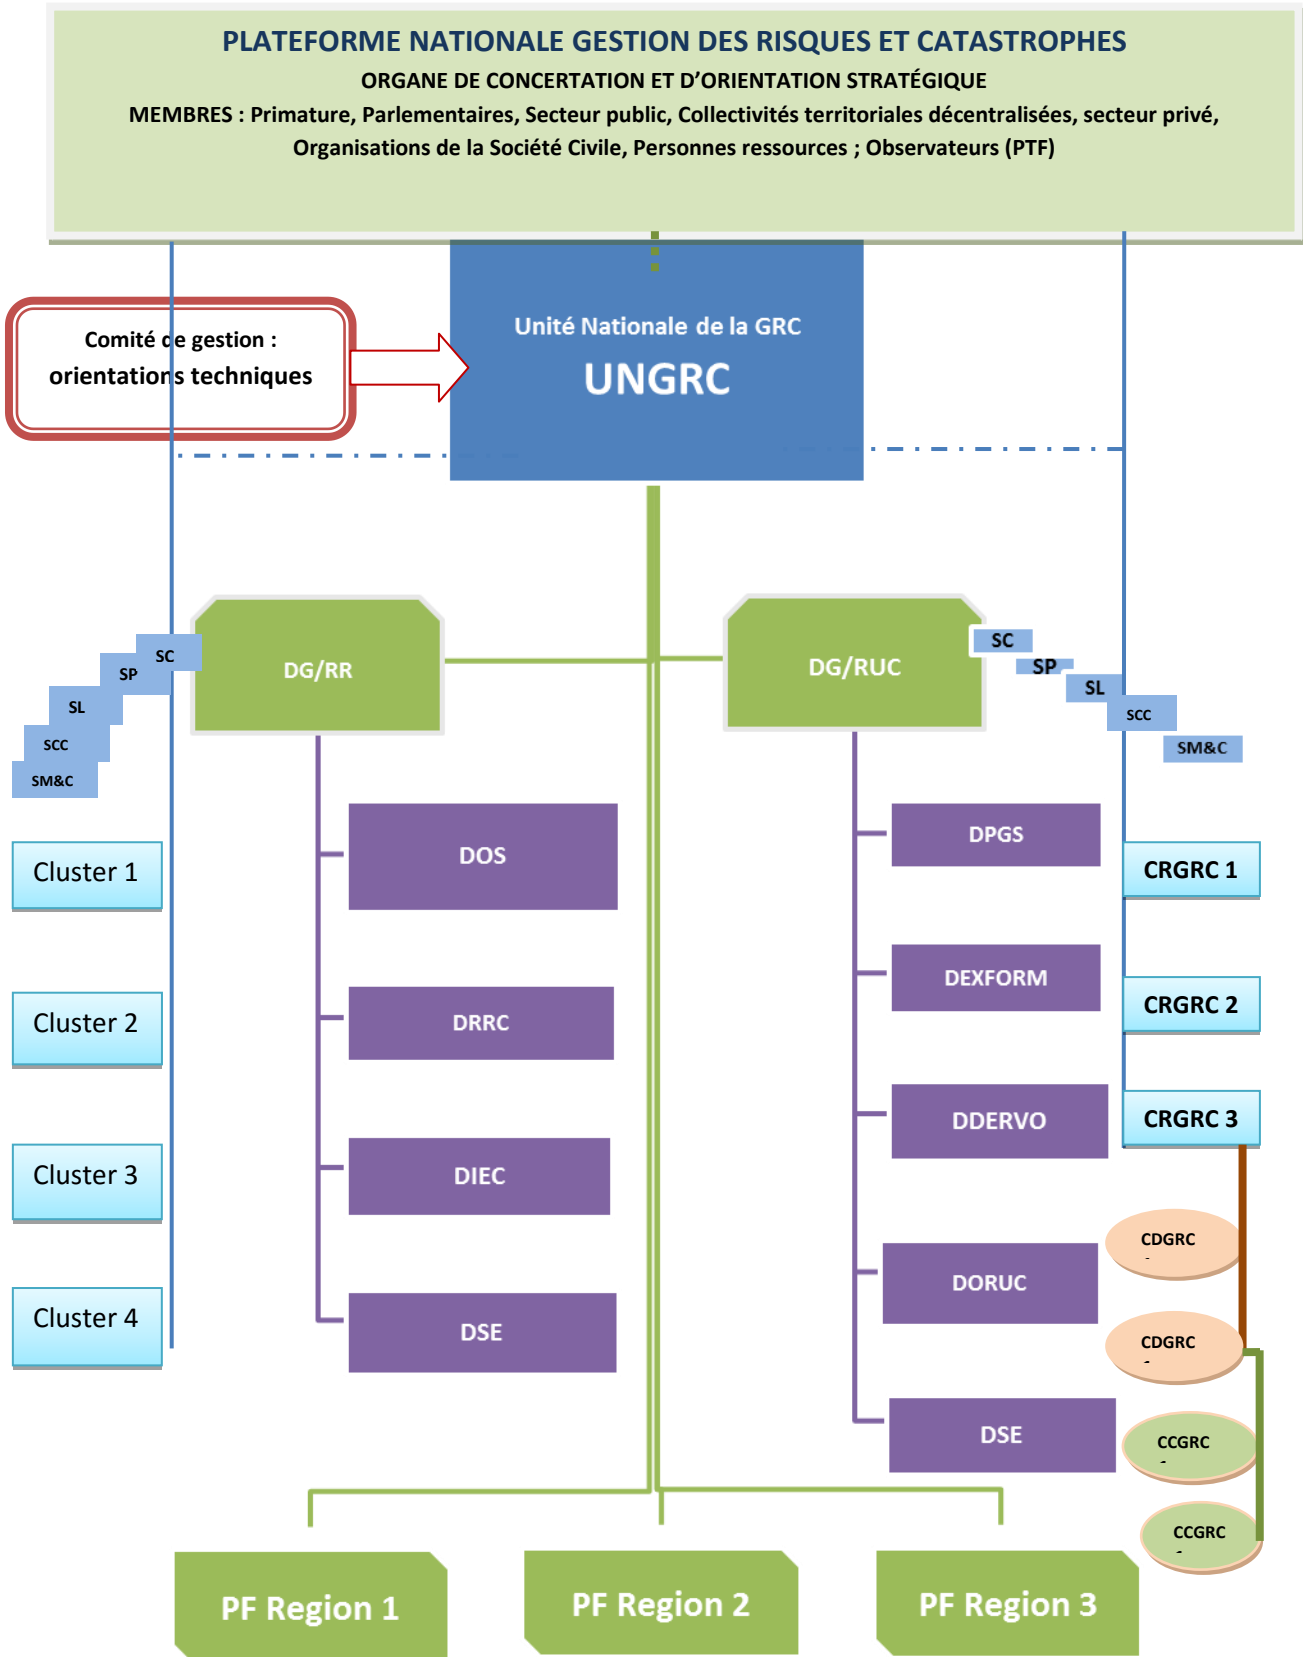 PLATEFORME NATIONALE GESTION DES RISQUES ET CATASTROPHES
ORGANE DE CONCERTATION ET D’ORIENTATION STRATÉGIQUE
MEMBRES : Primature, Parlementaires, Secteur public, Collectivités territoriales décentralisées, secteur privé,
Organisations de la Société Civile, Personnes ressources ; Observateurs (PTF)
Comité de gestion :
orientations techniques
Unité Nationale de la GRC
UNGRC
DG/RR
DG/RUC
SC
SP
SL
SCC
SM&C
SC
SP
SL
SCC
SM&C
Cluster 1
Cluster 2
Cluster 3
Cluster 4
DOS
DRRC
DIEC
DSE
DPGS
DEXFORM
DDERVO
DORUC
DSE
CRGRC 1
CRGRC 2
CRGRC 3
CDGRC
CDGRC
CCGRC
CCGRC
PF Region 1
PF Region 2
PF Region 3